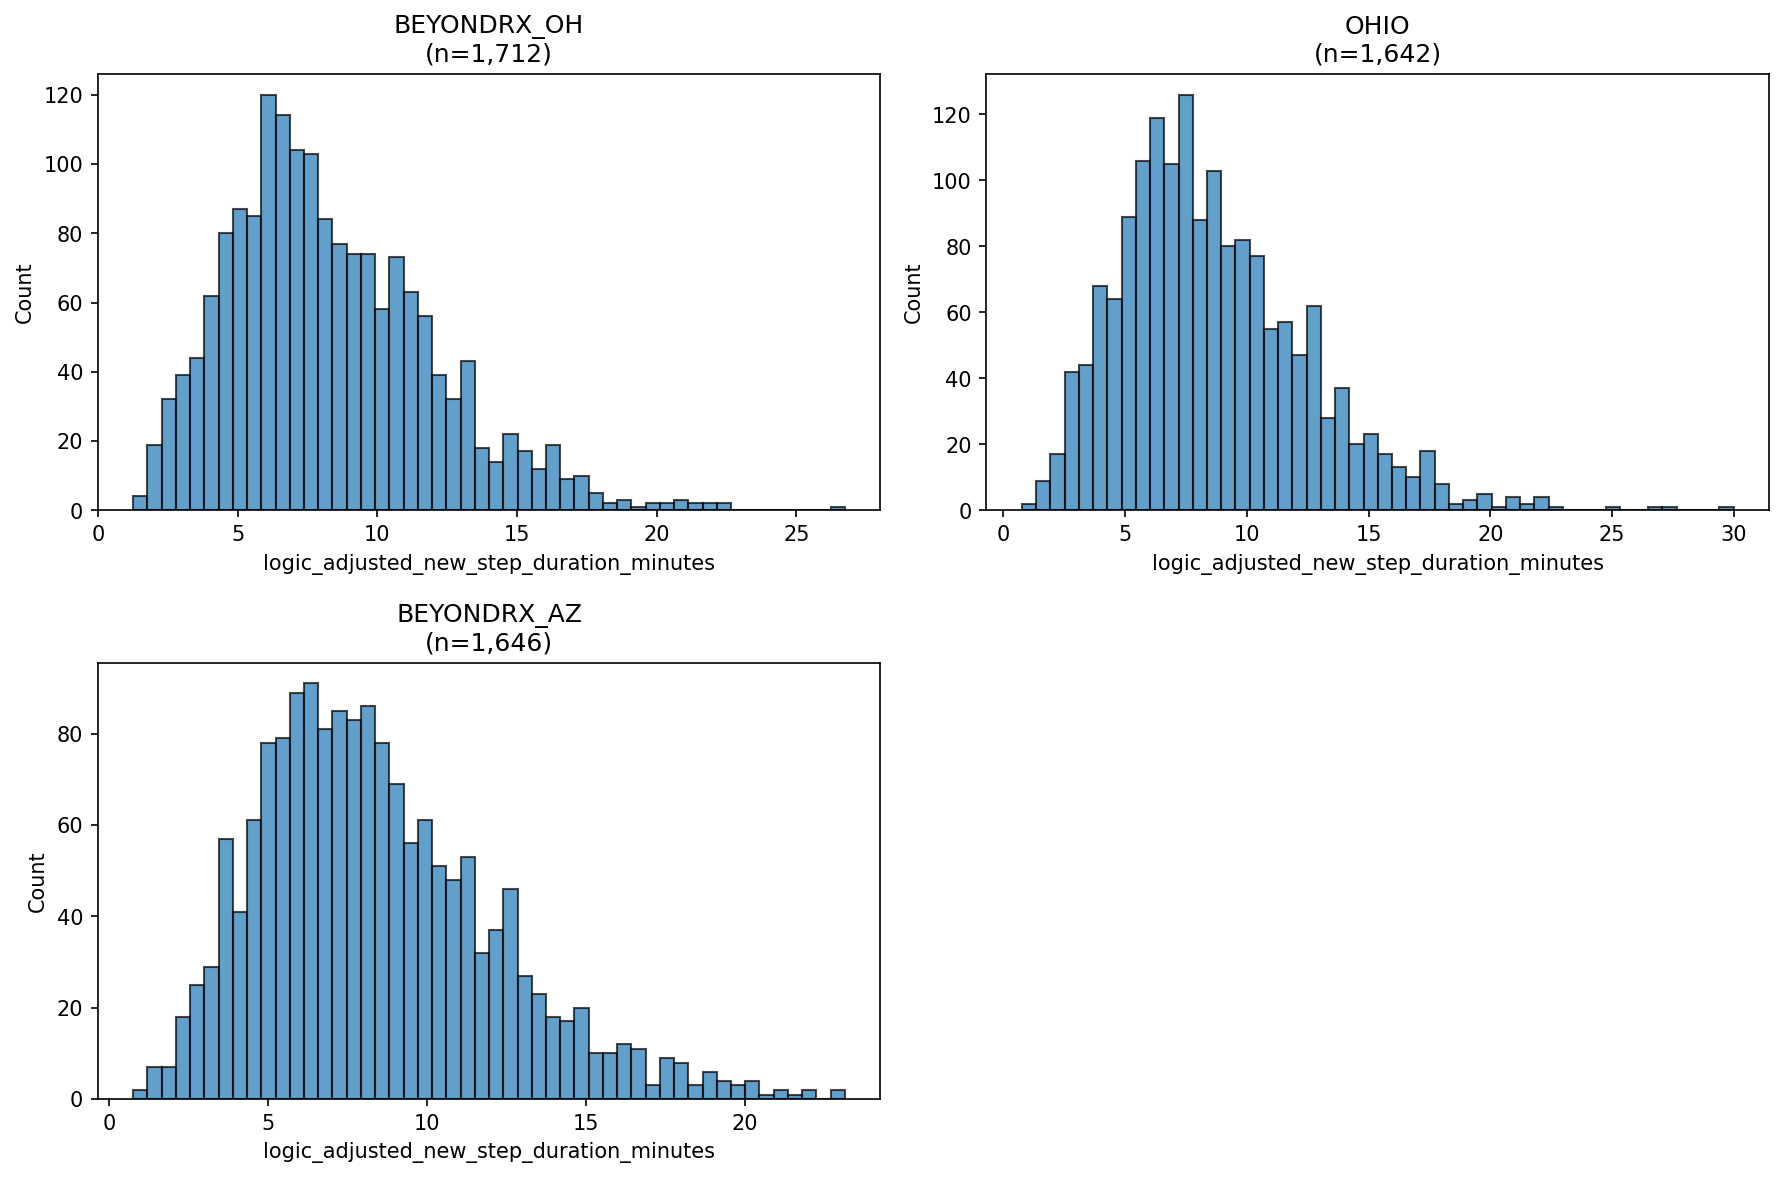 BEYONDRX_OH
(n=1,712)
120
100
80
60
40
20
0
Count
0 5 10 15 20 25
logic_adjusted_new_step_duration_minutes
OHIO
(n=1,642)
120
100
80
60
40
20
0
Count
0 5 10 15 20 25 30
logic_adjusted_new_step_duration_minutes
BEYONDRX_AZ
(n=1,646)
80
60
40
20
0
Count
0 5 10 15 20
logic_adjusted_new_step_duration_minutes